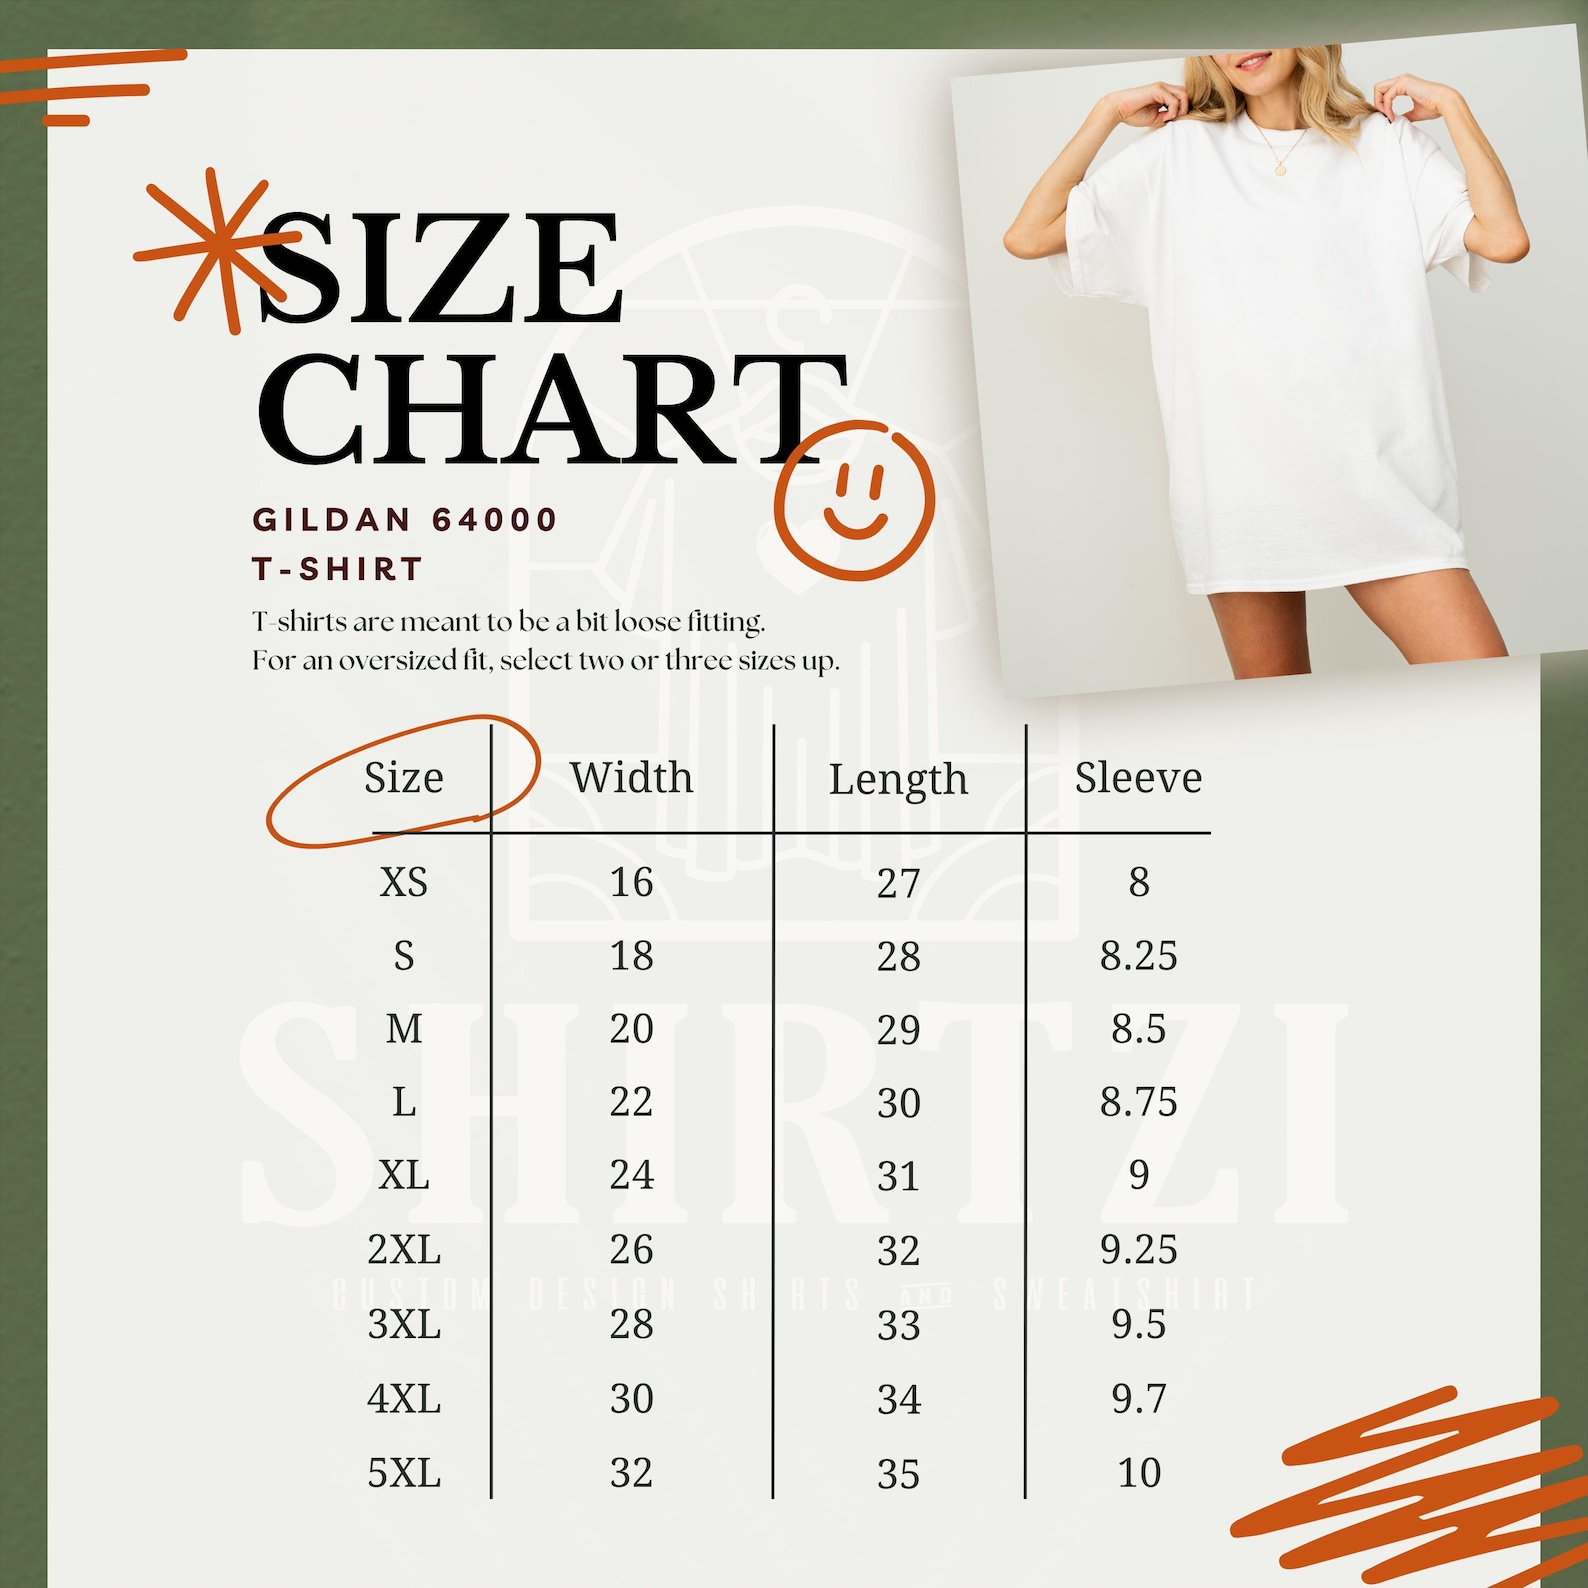 SIZE
CHART
GILDAN 64000
T-SHIRT
T-shirts are meant to be a bit loose fitting.
For an oversized fit, select two or three sizes up.
Size Width Length Sleeve
XS 16 27 8
S 18 28 8.25
M 20 29 8.5
L 22 30 8.75
XL 24 31 9
2XL 26 32 9.25
3XL 28 33 9.5
4XL 30 34 9.7
5XL 32 35 10
SHIRTZI
CUSTOM DESIGN SHIRTS AND SWEATSHIRT